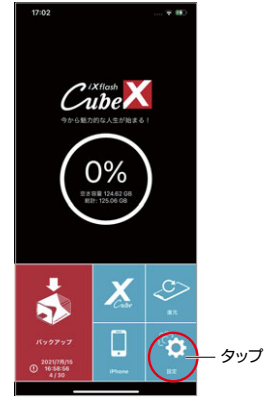 17:02
iXflash
CubeX
今から魅力的な人生が始まる！
0%
空き容量 124.62 GB
総計: 125.06 GB
バックアップ
2021/7月/15
16:58:56
4 / 30
X
Cube
復元
iPhone
設定
タップ